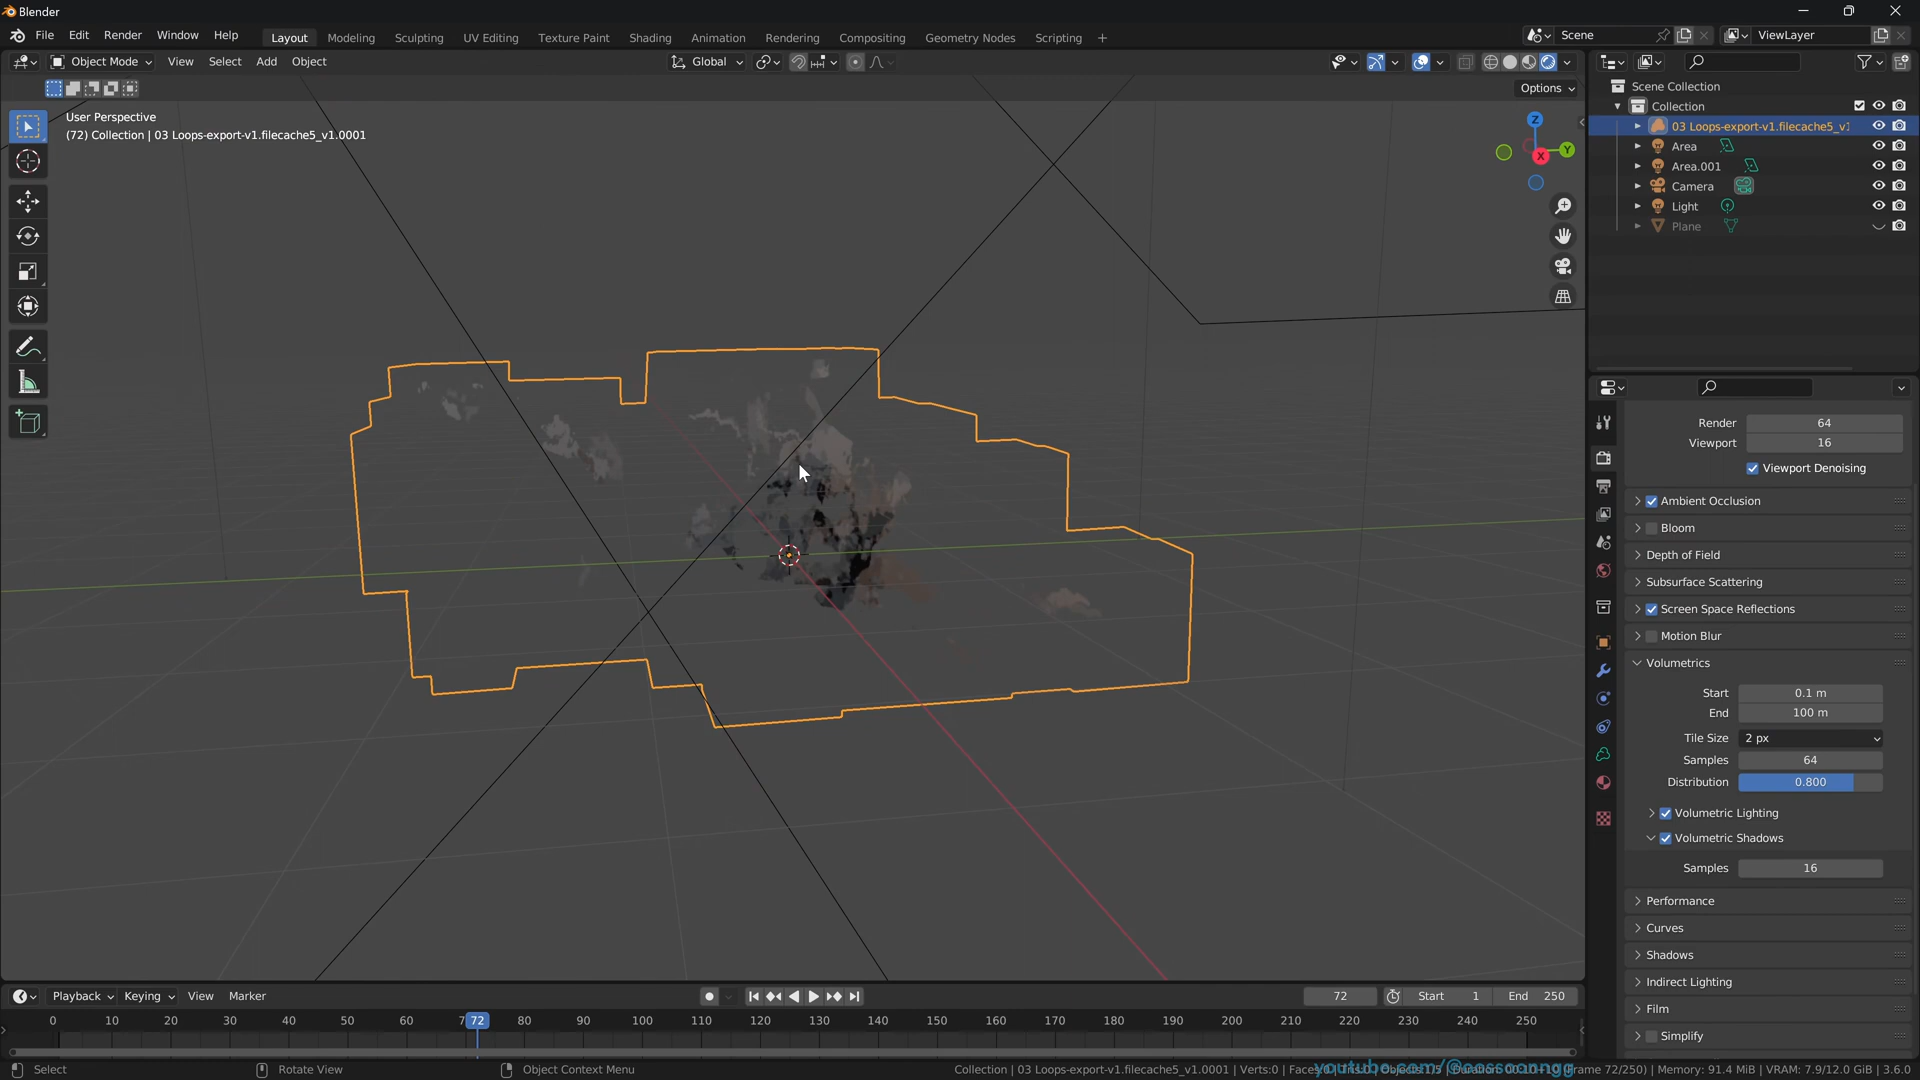 Blender
File Edit Render Window Help
Layout Modeling Sculpting UV Editing Texture Paint Shading Animation Rendering Compositing Geometry Nodes Scripting +
Scene
ViewLayer
Object Mode View Select Add Object
Global
Options
User Perspective
(72) Collection | 03 Loops-export-v1.filecache5_v1.0001
Z
Y
X
Scene Collection
Collection
03 Loops-export-v1.filecache5_v1
Area
Area.001
Camera
Light
Plane
Render 64
Viewport 16
Viewport Denoising
Ambient Occlusion
Bloom
Depth of Field
Subsurface Scattering
Screen Space Reflections
Motion Blur
Volumetrics
Start 0.1 m
End 100 m
Tile Size 2 px
Samples 64
Distribution 0.800
Volumetric Lighting
Volumetric Shadows
Samples 16
Performance
Curves
Shadows
Indirect Lighting
Film
Simplify
Playback Keying View Marker
72 Start 1 End 250
0 10 20 30 40 50 60 72 80 90 100 110 120 130 140 150 160 170 180 190 200 210 220 230 240 250
Select Rotate View Object Context Menu
Collection | 03 Loops-export-v1.filecache5_v1.0001 | Verts:0 | Frame 72/250) | Memory: 91.4 MiB | VRAM: 7.9/12.0 GiB | 3.6.0